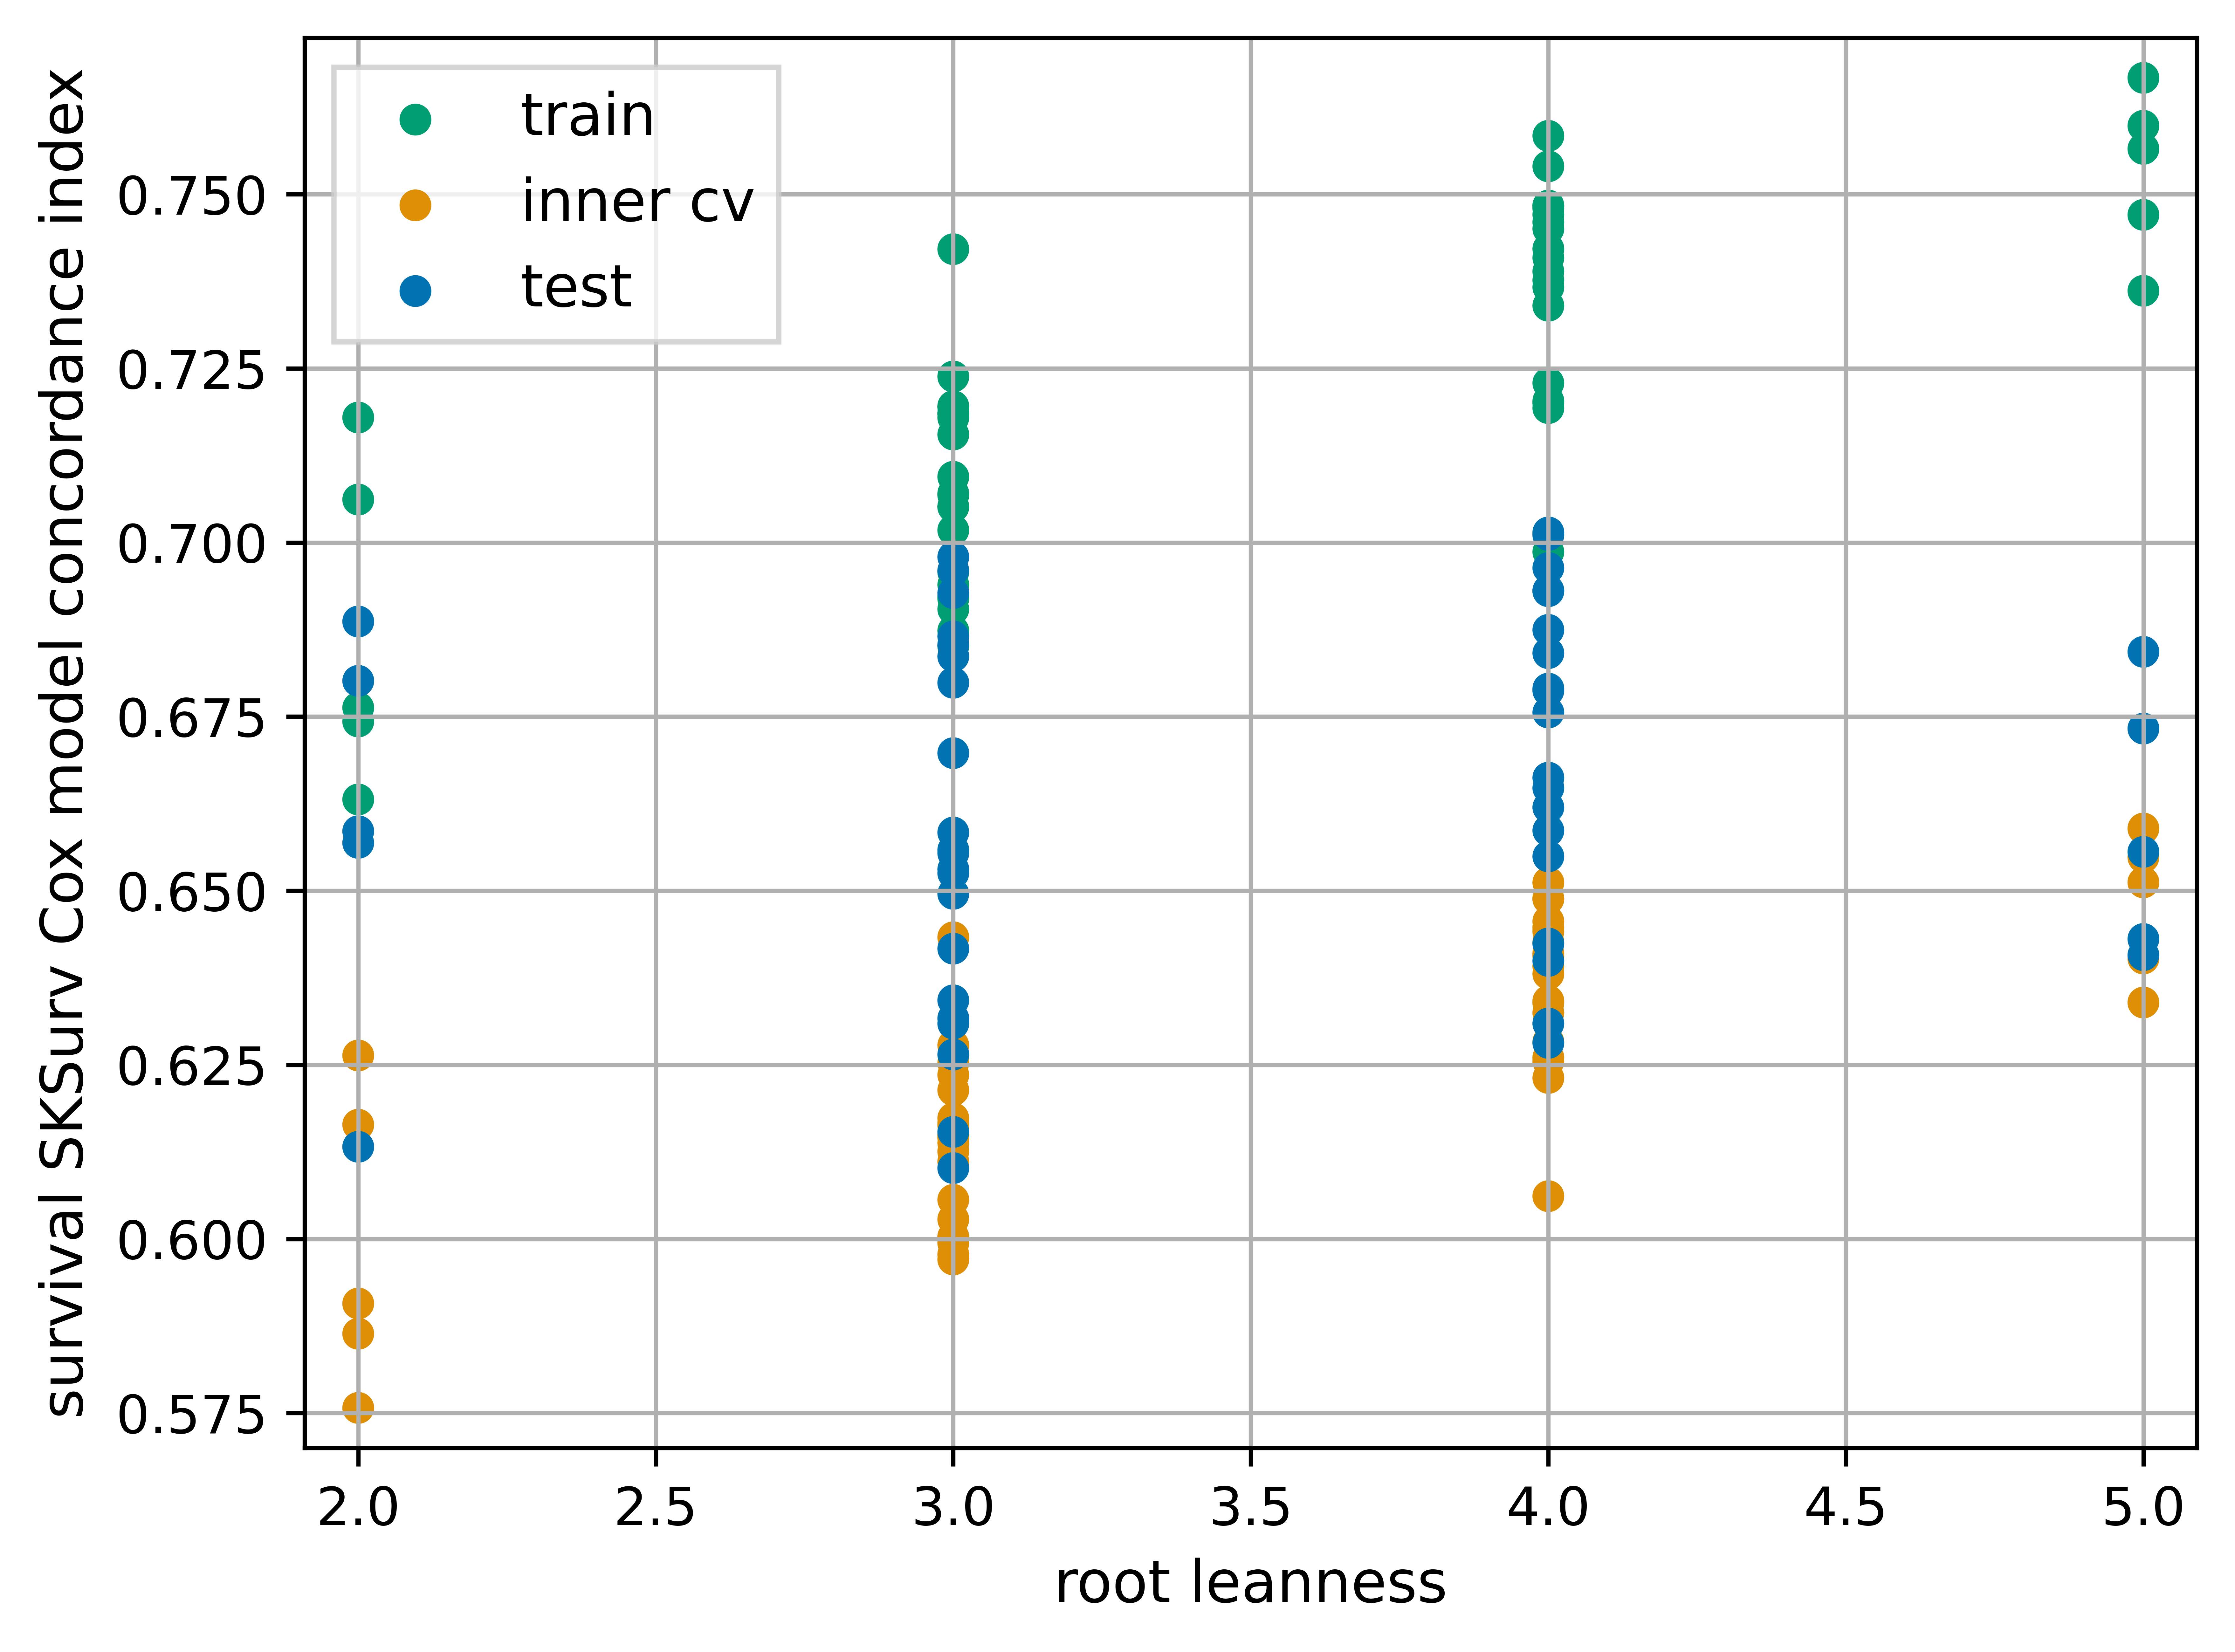 train
inner cv
test
survival SKSurv Cox model concordance index
0.750
0.725
0.700
0.675
0.650
0.625
0.600
0.575
2.0 2.5 3.0 3.5 4.0 4.5 5.0
root leanness